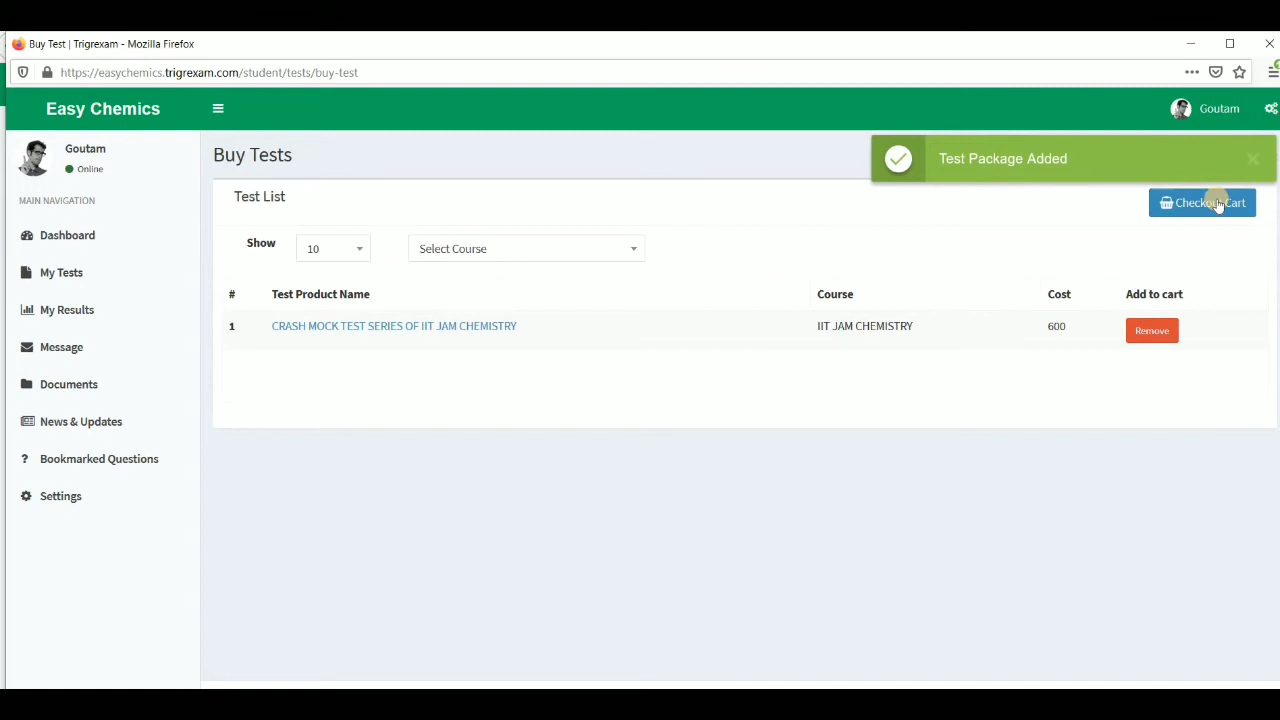 Buy Test | Trigrexam - Mozilla Firefox
https://easychemics.trigrexam.com/student/tests/buy-test
Easy Chemics
Goutam
Goutam
Online
Buy Tests
Test Package Added
MAIN NAVIGATION
Test List
Checkout Cart
Dashboard
Show
10
Select Course
My Tests
# Test Product Name Course Cost Add to cart
My Results
1 CRASH MOCK TEST SERIES OF IIT JAM CHEMISTRY IIT JAM CHEMISTRY 600 Remove
Message
Documents
News & Updates
? Bookmarked Questions
Settings